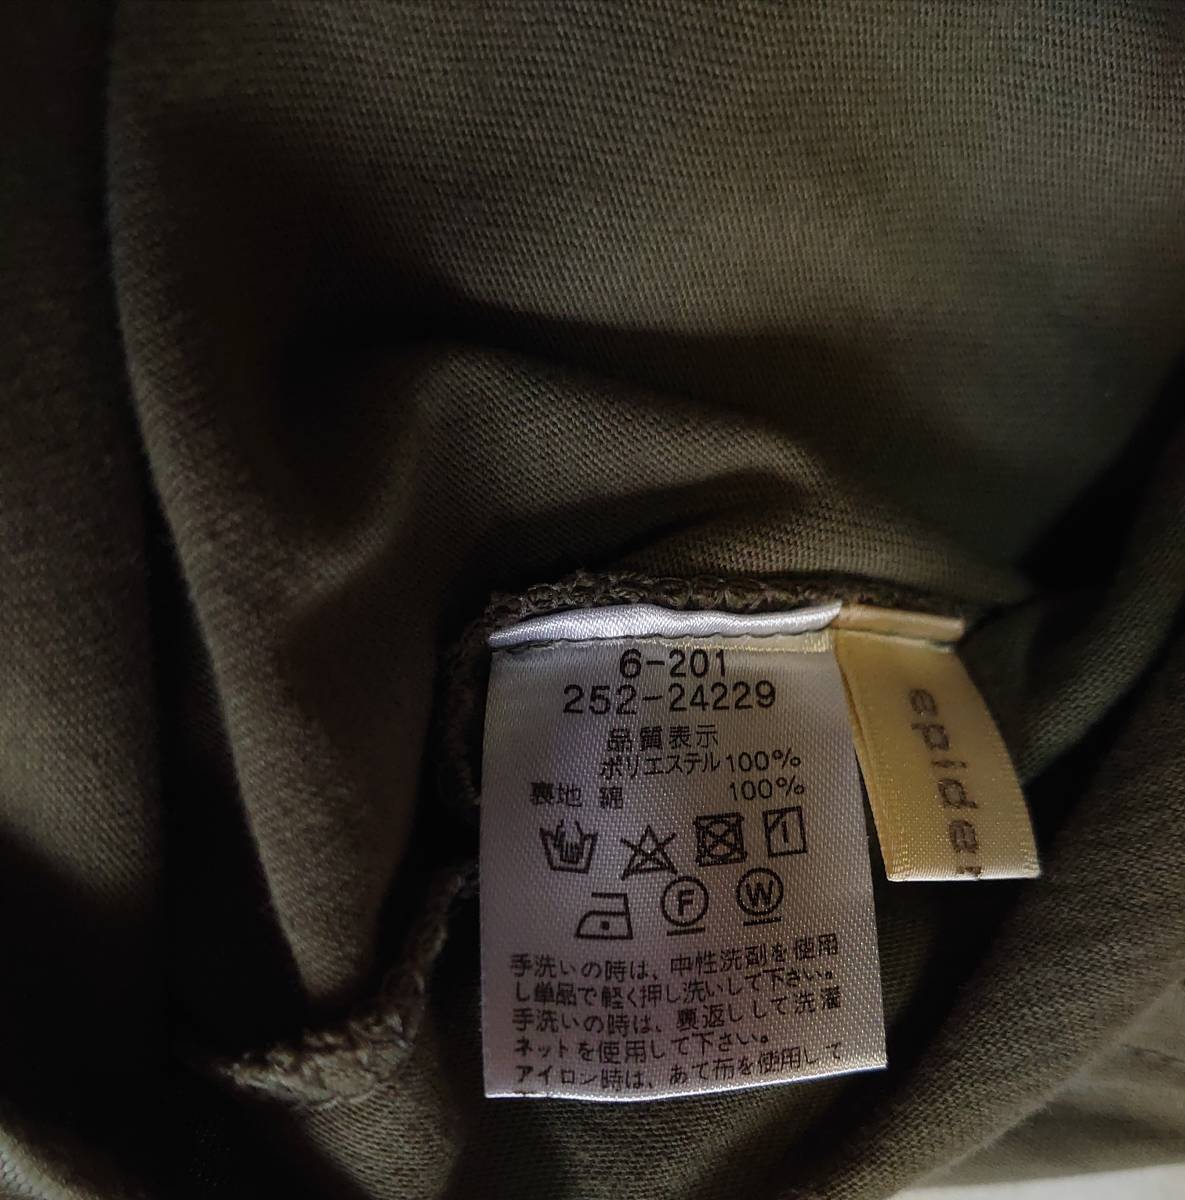 6-201
252-24229
品質表示
ポリエステル100%
裏地 綿 100%
F W
手洗いの時は、中性洗剤を使用
し単品で軽く押し洗いして下さい。
手洗いの時は、裏返しして洗濯
ネットを使用して下さい。
アイロン時は、あて布を使用して
epide